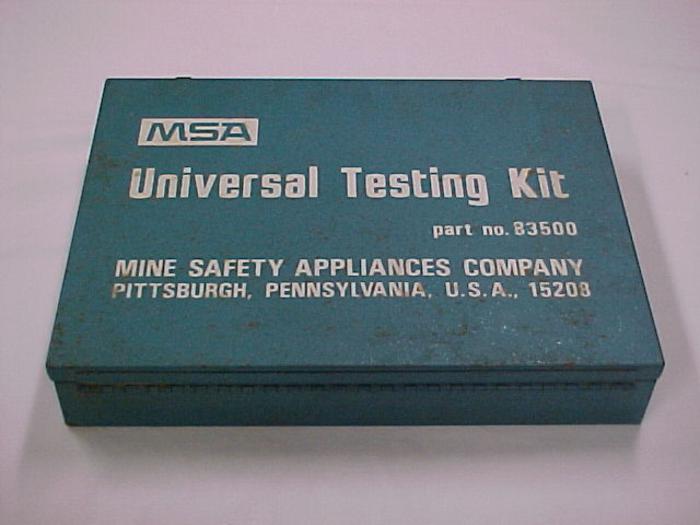 MSA
Universal Testing Kit
part no. 83500
MINE SAFETY APPLIANCES COMPANY
PITTSBURGH, PENNSYLVANIA, U.S.A., 15208